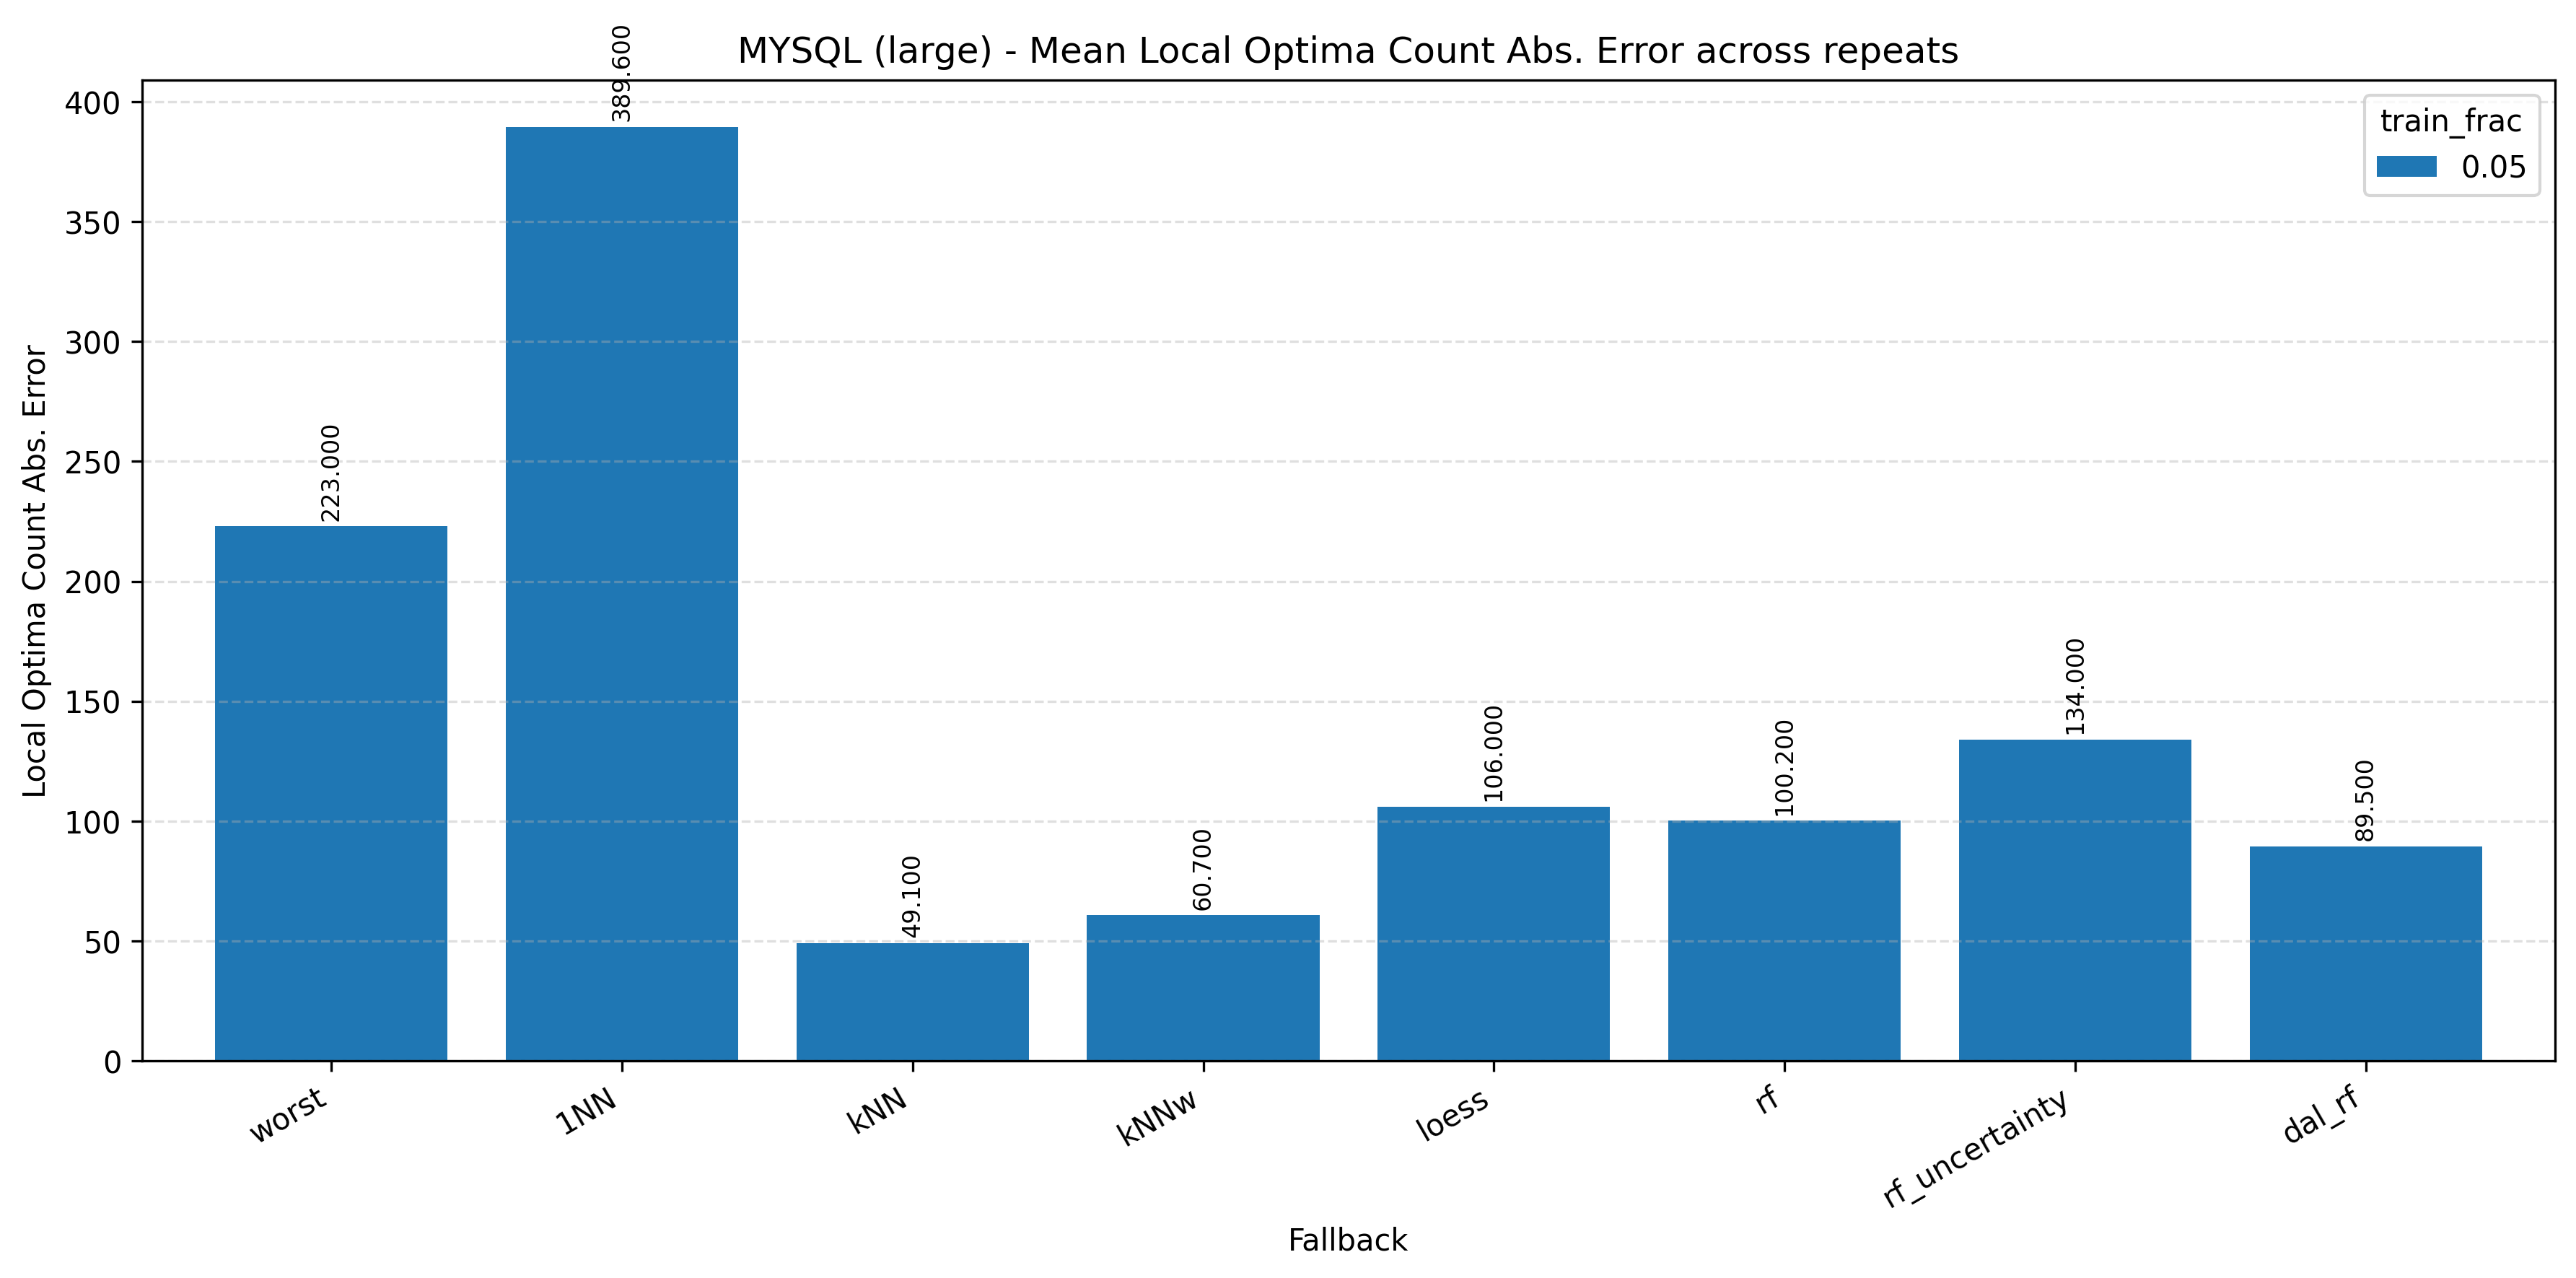 MYSQL (large) - Mean Local Optima Count Abs. Error across repeats
Local Optima Count Abs. Error
400
350
300
250
200
150
100
50
0
223.000
389.600
49.100
60.700
106.000
100.200
134.000
89.500
train_frac
0.05
worst
1NN
kNN
kNNw
loess
rf
rf_uncertainty
dal_rf
Fallback